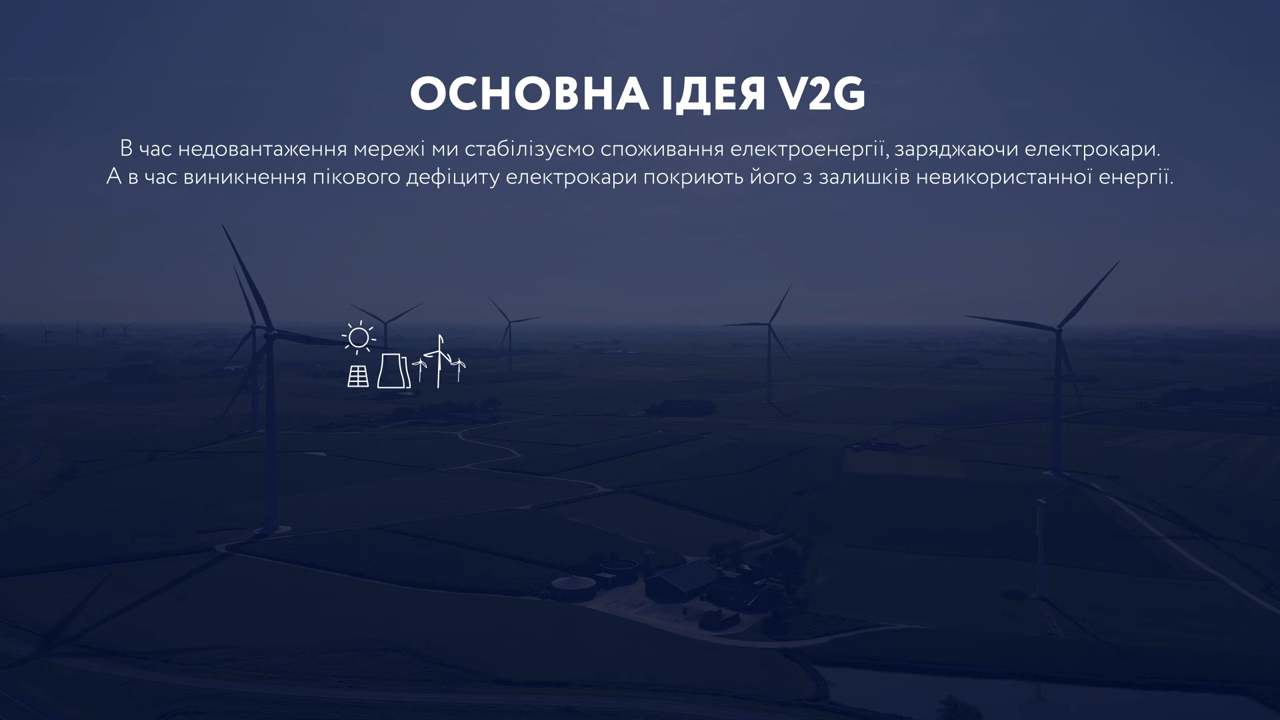 ОСНОВНА ІДЕЯ V2G
В час недовантаження мережі ми стабілізуємо споживання електроенергії, заряджаючи електрокари.
А в час виникнення пікового дефіциту електрокари покриють його з залишків невикористанної енергії.